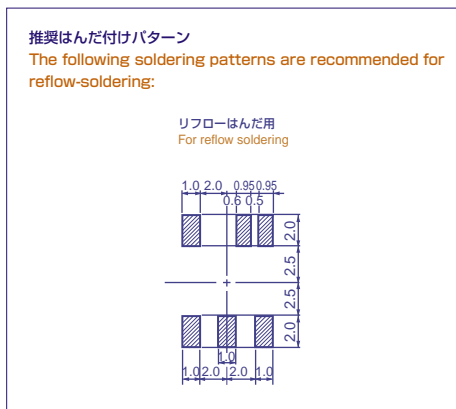 推奨はんだ付けパターン
The following soldering patterns are recommended for
reflow-soldering:
リフローはんだ用
For reflow soldering
1.0 2.0 0.95 0.95
0.6 0.5
2.0
2.5
2.5
2.0
1.0
1.0 2.0 2.0 1.0